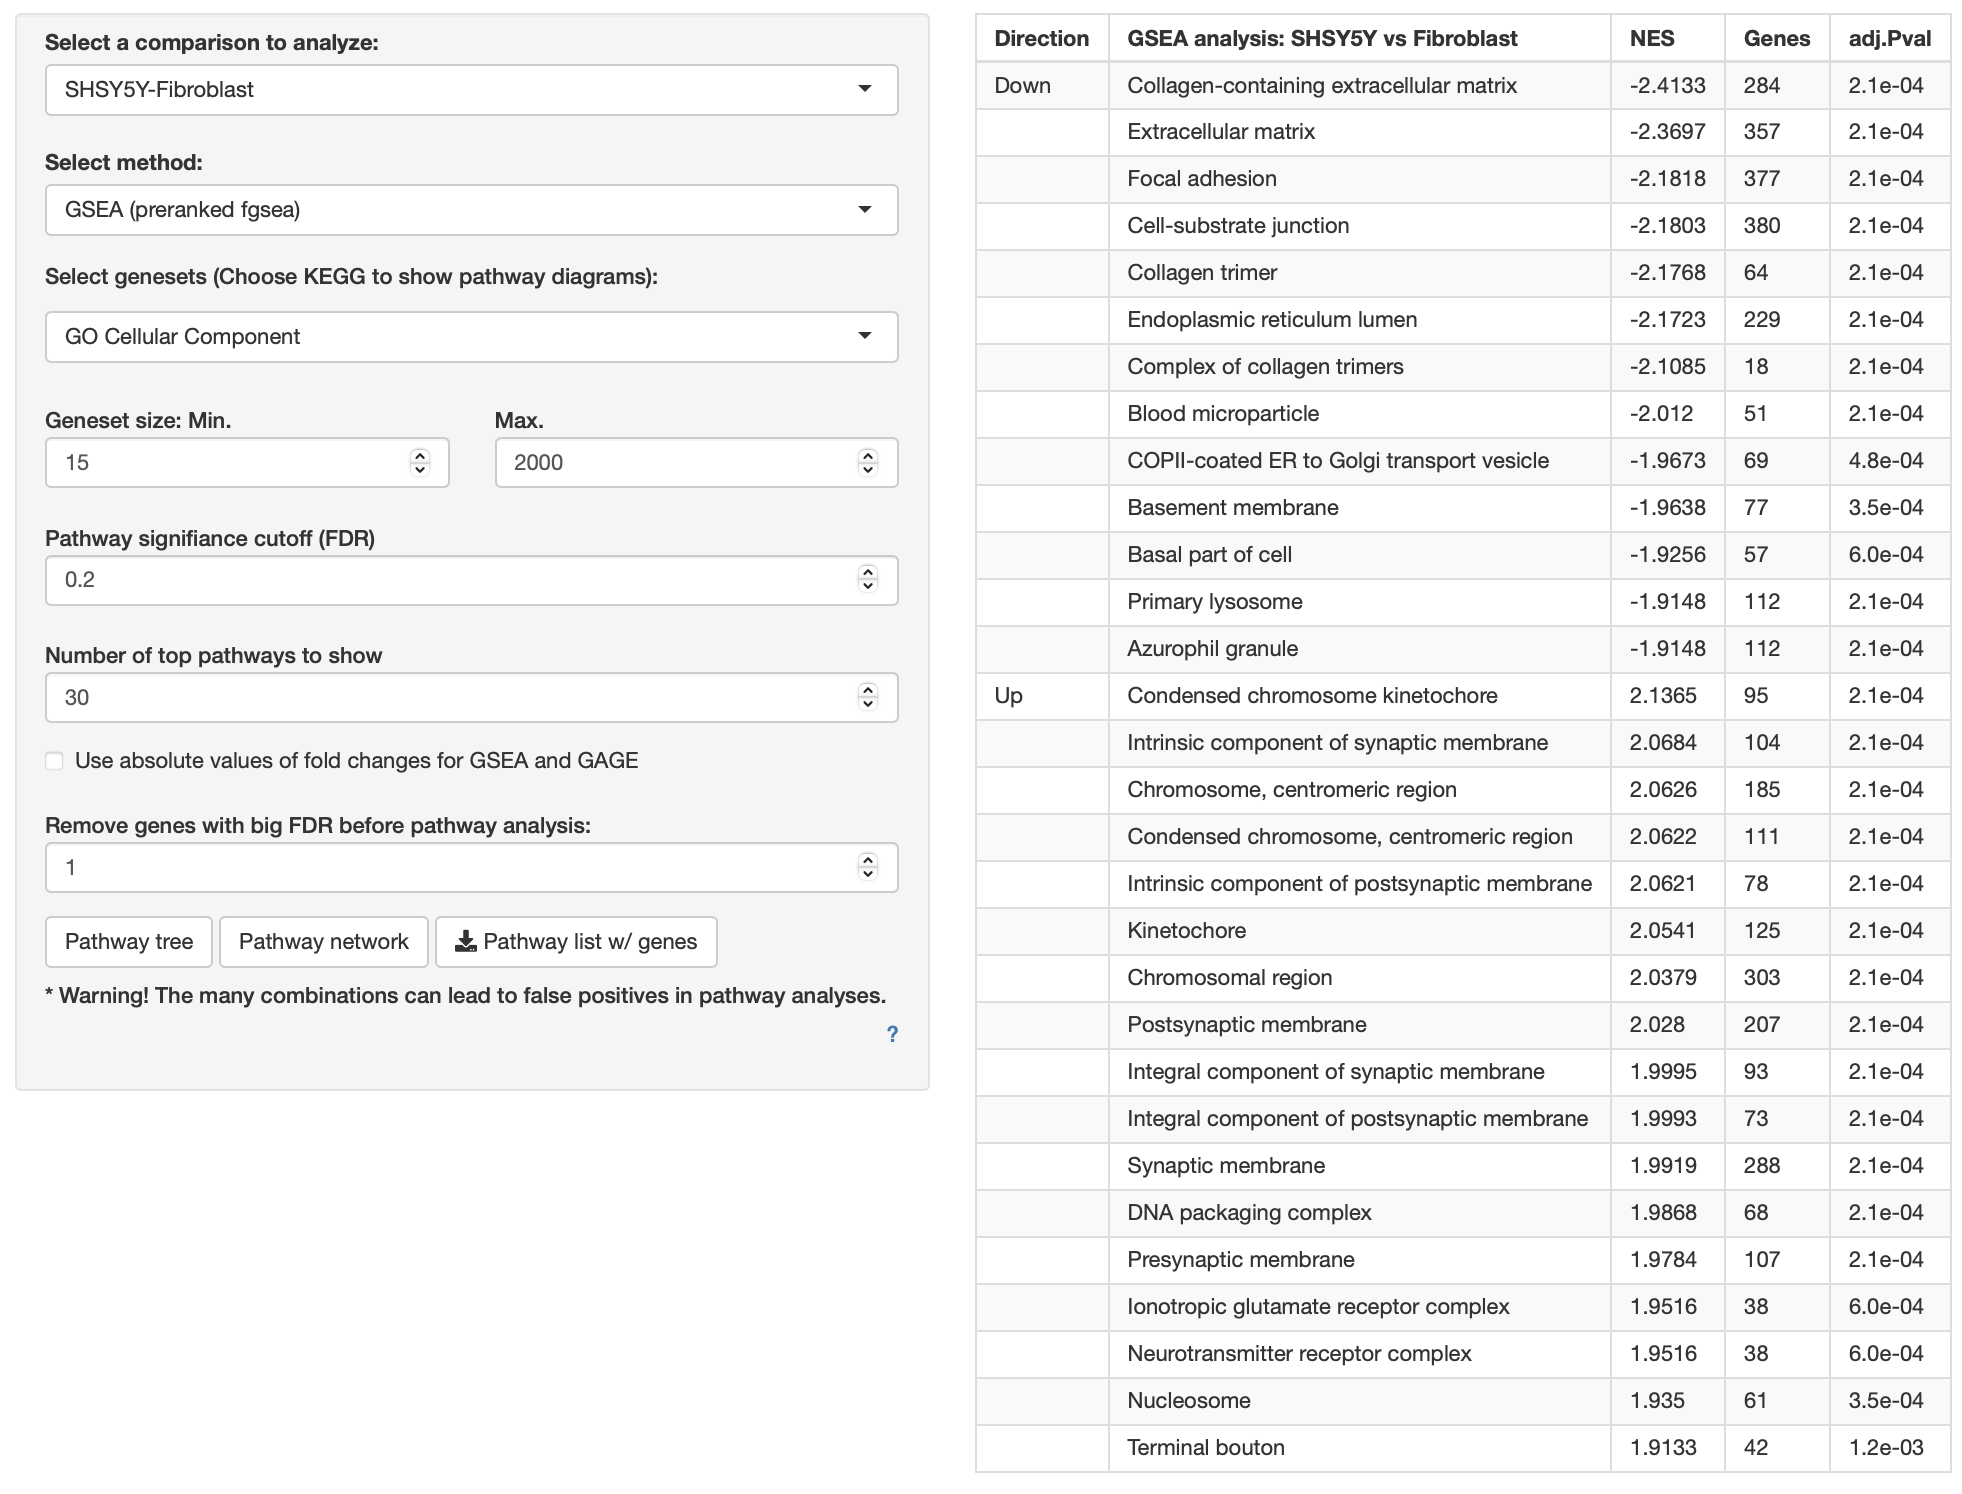 Select a comparison to analyze:
SHSY5Y-Fibroblast
Select method:
GSEA (preranked fgsea)
Select genesets (Choose KEGG to show pathway diagrams):
GO Cellular Component
Geneset size: Min. Max.
15 2000
Pathway signifiance cutoff (FDR)
0.2
Number of top pathways to show
30
Use absolute values of fold changes for GSEA and GAGE
Remove genes with big FDR before pathway analysis:
1
Pathway tree Pathway network Pathway list w/ genes
* Warning! The many combinations can lead to false positives in pathway analyses.
?
Direction GSEA analysis: SHSY5Y vs Fibroblast NES Genes adj.Pval
Down Collagen-containing extracellular matrix -2.4133 284 2.1e-04
Extracellular matrix -2.3697 357 2.1e-04
Focal adhesion -2.1818 377 2.1e-04
Cell-substrate junction -2.1803 380 2.1e-04
Collagen trimer -2.1768 64 2.1e-04
Endoplasmic reticulum lumen -2.1723 229 2.1e-04
Complex of collagen trimers -2.1085 18 2.1e-04
Blood microparticle -2.012 51 2.1e-04
COPII-coated ER to Golgi transport vesicle -1.9673 69 4.8e-04
Basement membrane -1.9638 77 3.5e-04
Basal part of cell -1.9256 57 6.0e-04
Primary lysosome -1.9148 112 2.1e-04
Azurophil granule -1.9148 112 2.1e-04
Up Condensed chromosome kinetochore 2.1365 95 2.1e-04
Intrinsic component of synaptic membrane 2.0684 104 2.1e-04
Chromosome, centromeric region 2.0626 185 2.1e-04
Condensed chromosome, centromeric region 2.0622 111 2.1e-04
Intrinsic component of postsynaptic membrane 2.0621 78 2.1e-04
Kinetochore 2.0541 125 2.1e-04
Chromosomal region 2.0379 303 2.1e-04
Postsynaptic membrane 2.028 207 2.1e-04
Integral component of synaptic membrane 1.9995 93 2.1e-04
Integral component of postsynaptic membrane 1.9993 73 2.1e-04
Synaptic membrane 1.9919 288 2.1e-04
DNA packaging complex 1.9868 68 2.1e-04
Presynaptic membrane 1.9784 107 2.1e-04
Ionotropic glutamate receptor complex 1.9516 38 6.0e-04
Neurotransmitter receptor complex 1.9516 38 6.0e-04
Nucleosome 1.935 61 3.5e-04
Terminal bouton 1.9133 42 1.2e-03